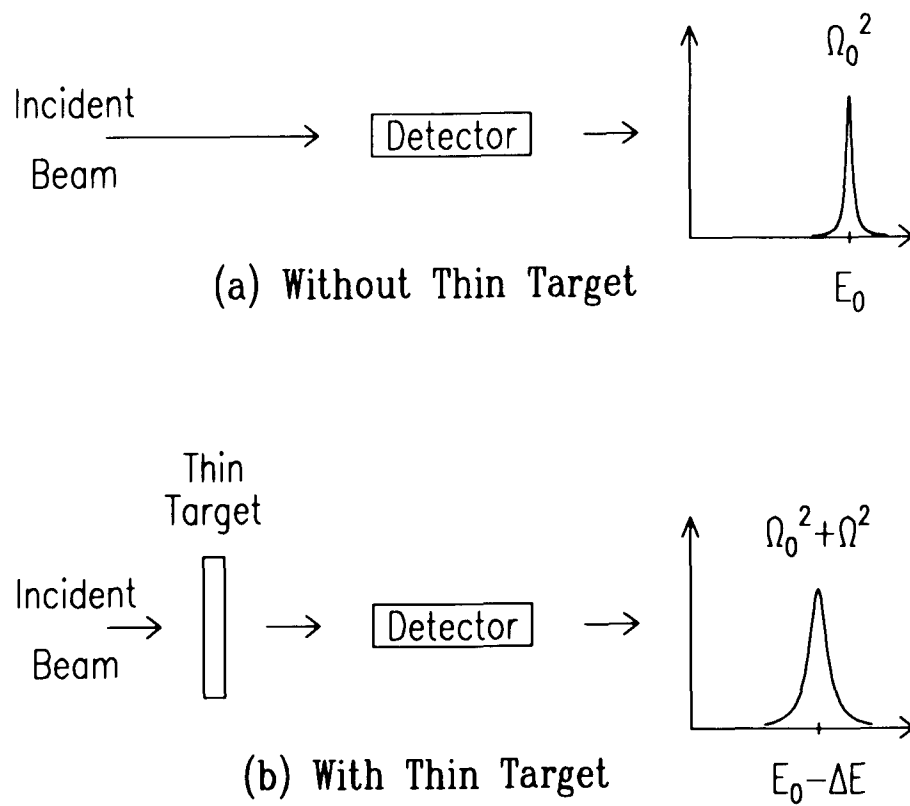 Incident
Beam
Detector
Ω₀²
E₀
(a) Without Thin Target
Thin
Target
Incident
Beam
Detector
Ω₀²+Ω²
E₀−ΔE
(b) With Thin Target